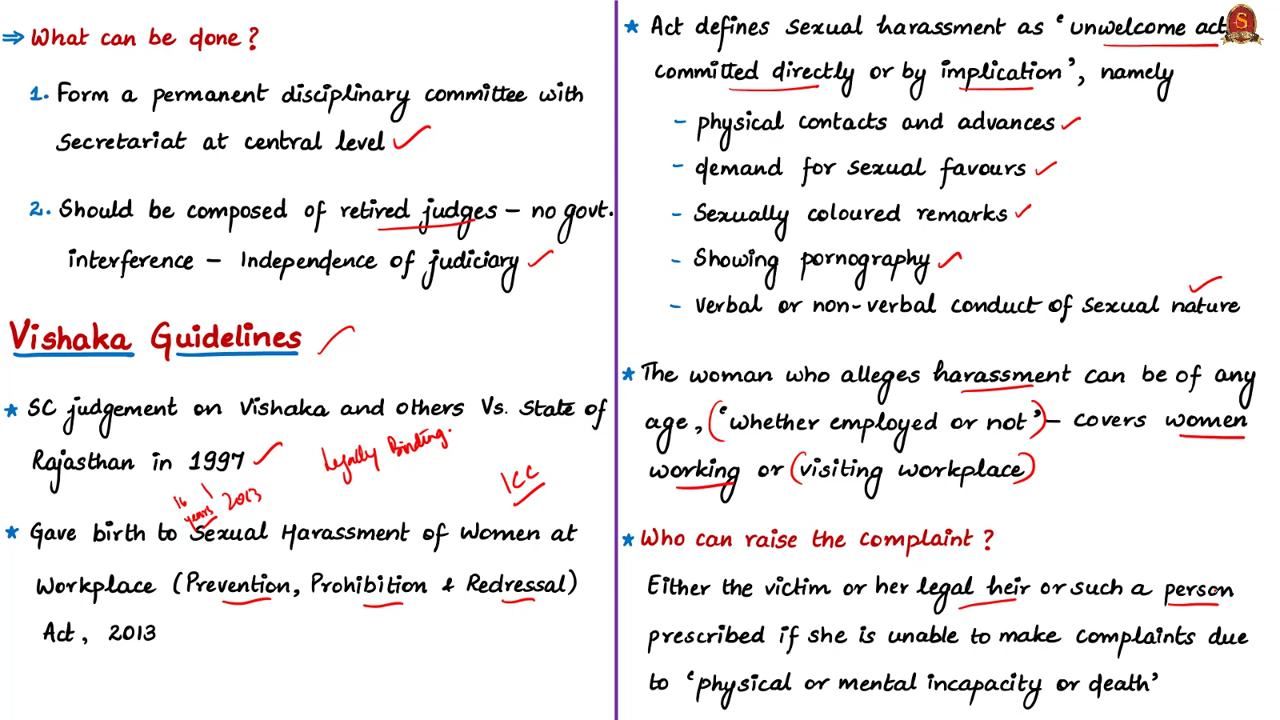 ⇒ What can be done?
1. Form a permanent disciplinary committee with
Secretariat at central level
2. Should be composed of retired judges – no govt.
interference – Independence of judiciary
Vishaka Guidelines
* SC judgement on Vishaka and others Vs. State of
Rajasthan in 1997
Legally Binding.
16
years
2013
ICC
* Gave birth to Sexual Harassment of Women at
Workplace (Prevention, Prohibition & Redressal)
Act, 2013
* Act defines sexual harassment as 'unwelcome act
committed directly or by implication', namely
- physical contacts and advances
- demand for sexual favours
- Sexually coloured remarks
- Showing pornography
- verbal or non-verbal conduct of sexual nature
* The woman who alleges harassment can be of any
age, ('whether employed or not') – covers women
working or (visiting workplace)
* Who can raise the complaint?
Either the victim or her legal heir or such a person
prescribed if she is unable to make complaints due
to 'physical or mental incapacity or death'
S